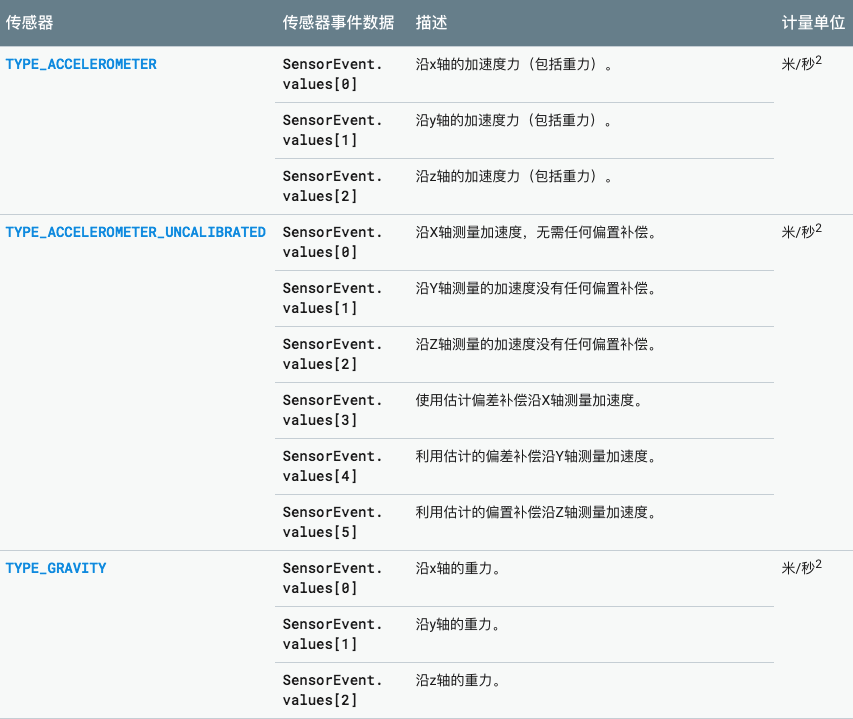 传感器 传感器事件数据 描述 计量单位
TYPE_ACCELEROMETER SensorEvent. 沿x轴的加速度力（包括重力）。 米/秒2
values[0]
SensorEvent. 沿y轴的加速度力（包括重力）。
values[1]
SensorEvent. 沿z轴的加速度力（包括重力）。
values[2]
TYPE_ACCELEROMETER_UNCALIBRATED SensorEvent. 沿X轴测量加速度，无需任何偏置补偿。 米/秒2
values[0]
SensorEvent. 沿Y轴测量的加速度没有任何偏置补偿。
values[1]
SensorEvent. 沿Z轴测量的加速度没有任何偏置补偿。
values[2]
SensorEvent. 使用估计偏差补偿沿X轴测量加速度。
values[3]
SensorEvent. 利用估计的偏差补偿沿Y轴测量加速度。
values[4]
SensorEvent. 利用估计的偏置补偿沿Z轴测量加速度。
values[5]
TYPE_GRAVITY SensorEvent. 沿x轴的重力。 米/秒2
values[0]
SensorEvent. 沿y轴的重力。
values[1]
SensorEvent. 沿z轴的重力。
values[2]